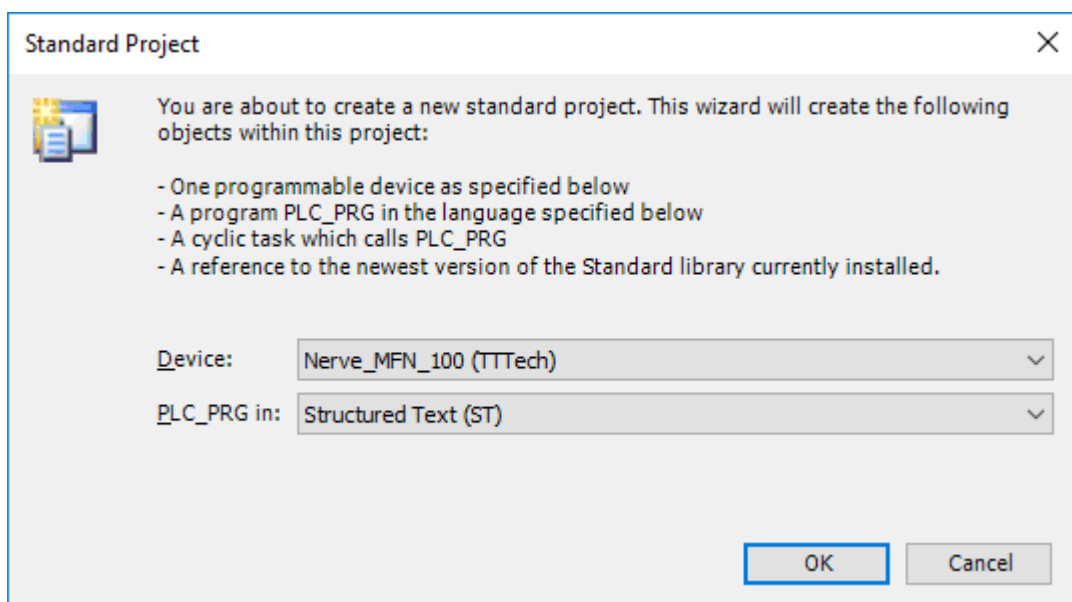 Standard Project
You are about to create a new standard project. This wizard will create the following
objects within this project:
- One programmable device as specified below
- A program PLC_PRG in the language specified below
- A cyclic task which calls PLC_PRG
- A reference to the newest version of the Standard library currently installed.
Device: Nerve_MFN_100 (TTTech)
PLC_PRG in: Structured Text (ST)
OK Cancel